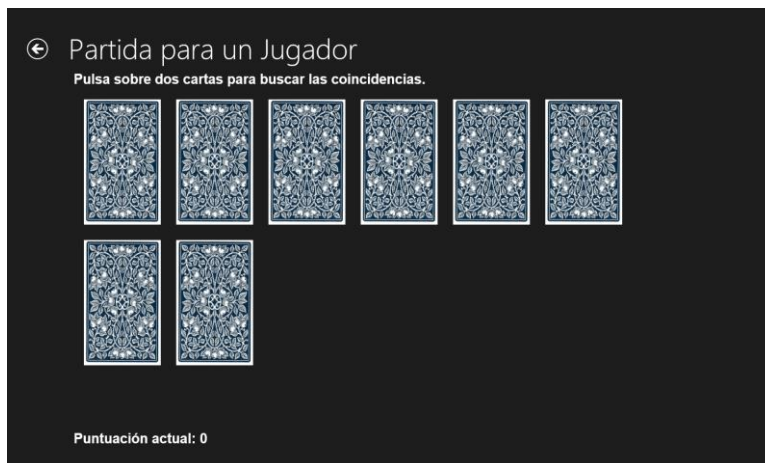 Partida para un Jugador
Pulsa sobre dos cartas para buscar las coincidencias.
Puntuación actual: 0